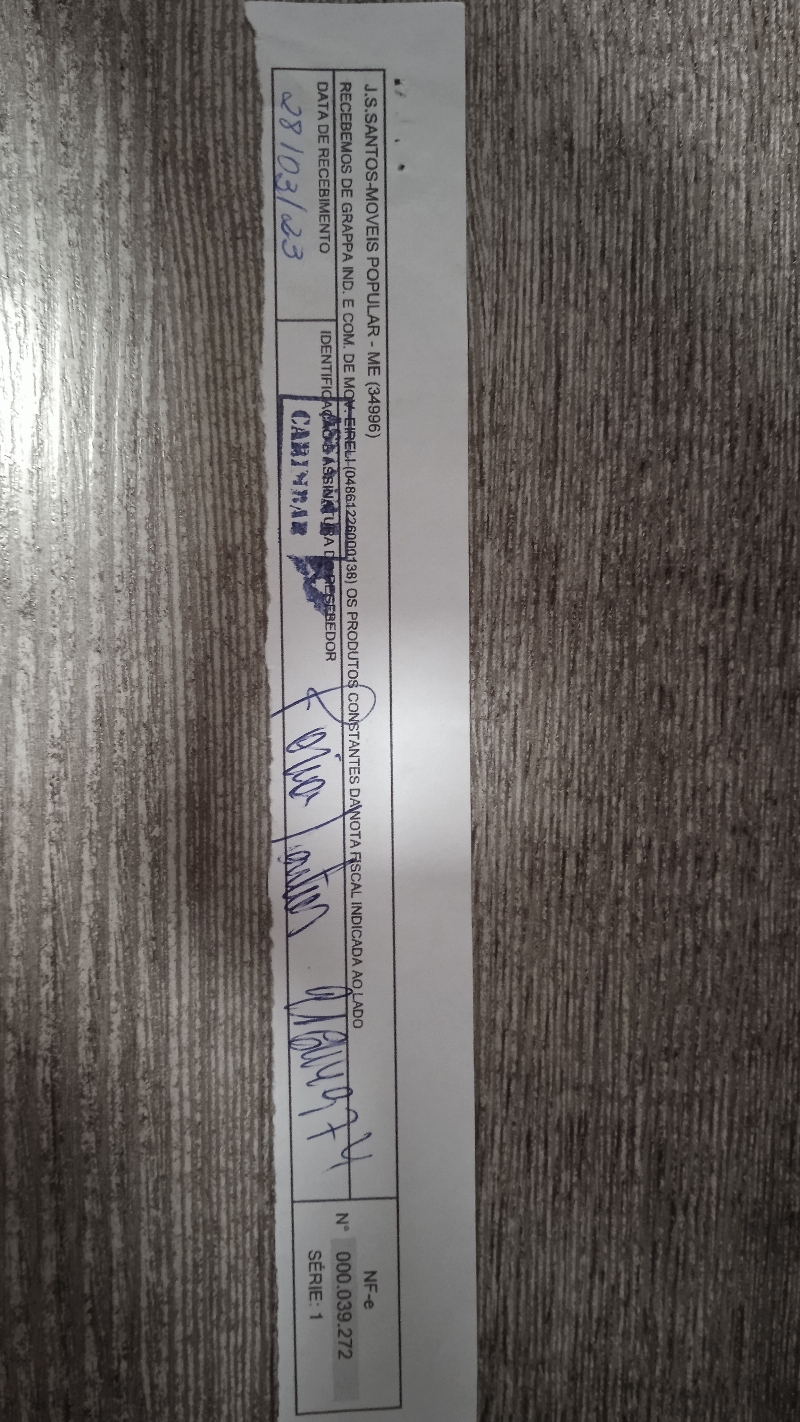 J.S.SANTOS-MOVEIS POPULAR - ME (34996)
RECEBEMOS DE GRAPPA IND. E COM. DE MOV. EIRELI (04861226000136) OS PRODUTOS CONSTANTES DA NOTA FISCAL INDICADA AO LADO
DATA DE RECEBIMENTO
28/03/23
IDENTIFICAÇÃO E ASSINATURA DO RECEBEDOR
NF-e
N° 000.039.272
SÉRIE: 1